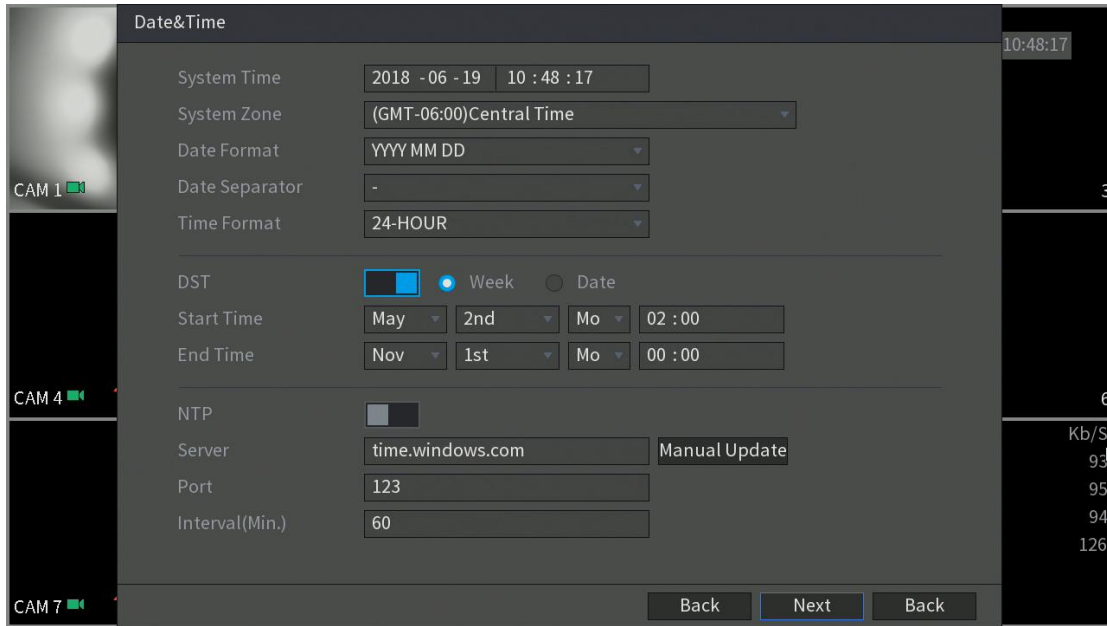 Date&Time
10:48:17
System Time 2018 - 06 - 19 10 : 48 : 17
System Zone (GMT-06:00)Central Time
Date Format YYYY MM DD
CAM 1 Date Separator - 3
Time Format 24-HOUR
DST Week Date
Start Time May 2nd Mo 02 : 00
End Time Nov 1st Mo 00 : 00
CAM 4 6
NTP
Kb/S
Server time.windows.com Manual Update
93
Port 123 95
Interval(Min.) 60 94
126
CAM 7 Back Next Back